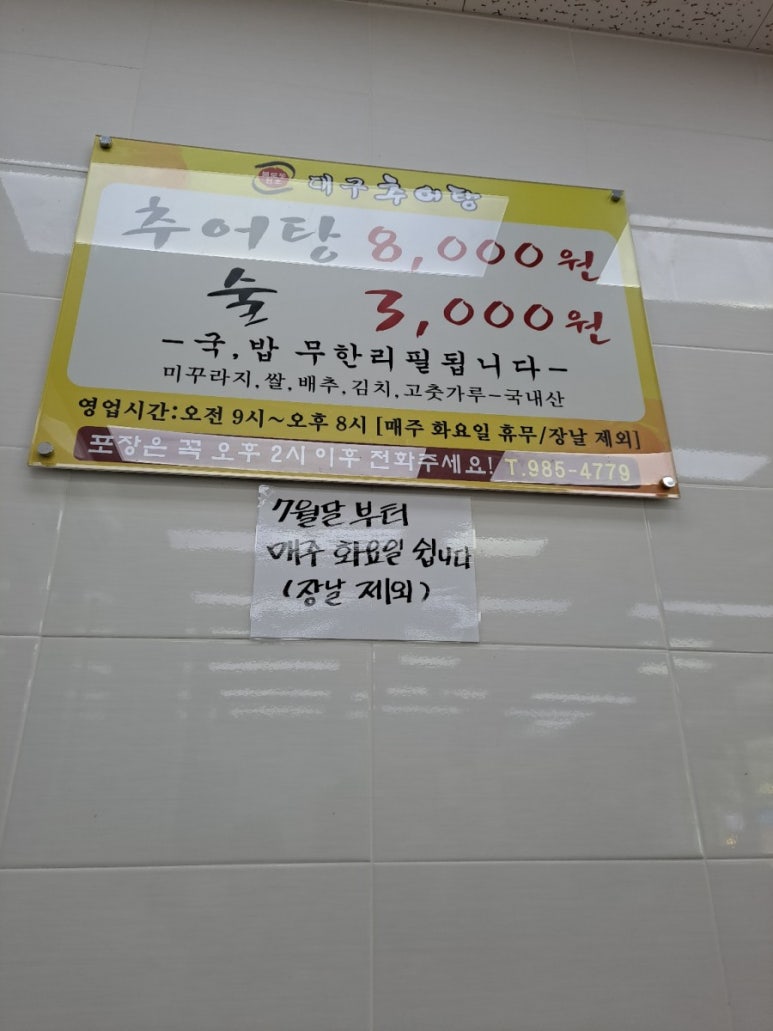 대구추어탕
추어탕 8,000원
술 3,000원
-국,밥 무한리필됩니다-
미꾸라지,쌀,배추,김치,고춧가루-국내산
영업시간:오전 9시~오후 8시 [매주 화요일 휴무/장날 제외]
포장은 꼭 오후 2시 이후 전화주세요! T.985-4779
7월달 부터
매주 화요일 쉽니다
(장날 제외)